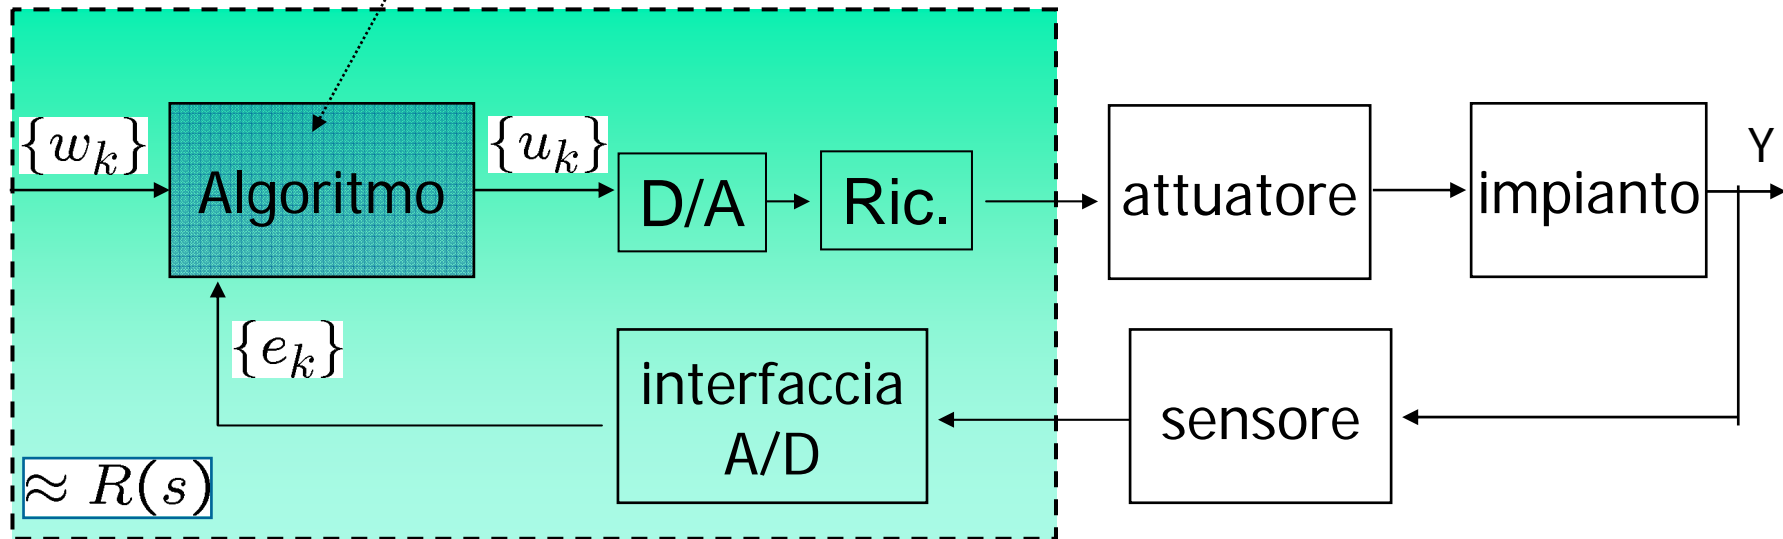 {w_k}
Algoritmo
{u_k}
D/A
Ric.
attuatore
impianto
Y
{e_k}
interfaccia
A/D
sensore
≈ R(s)